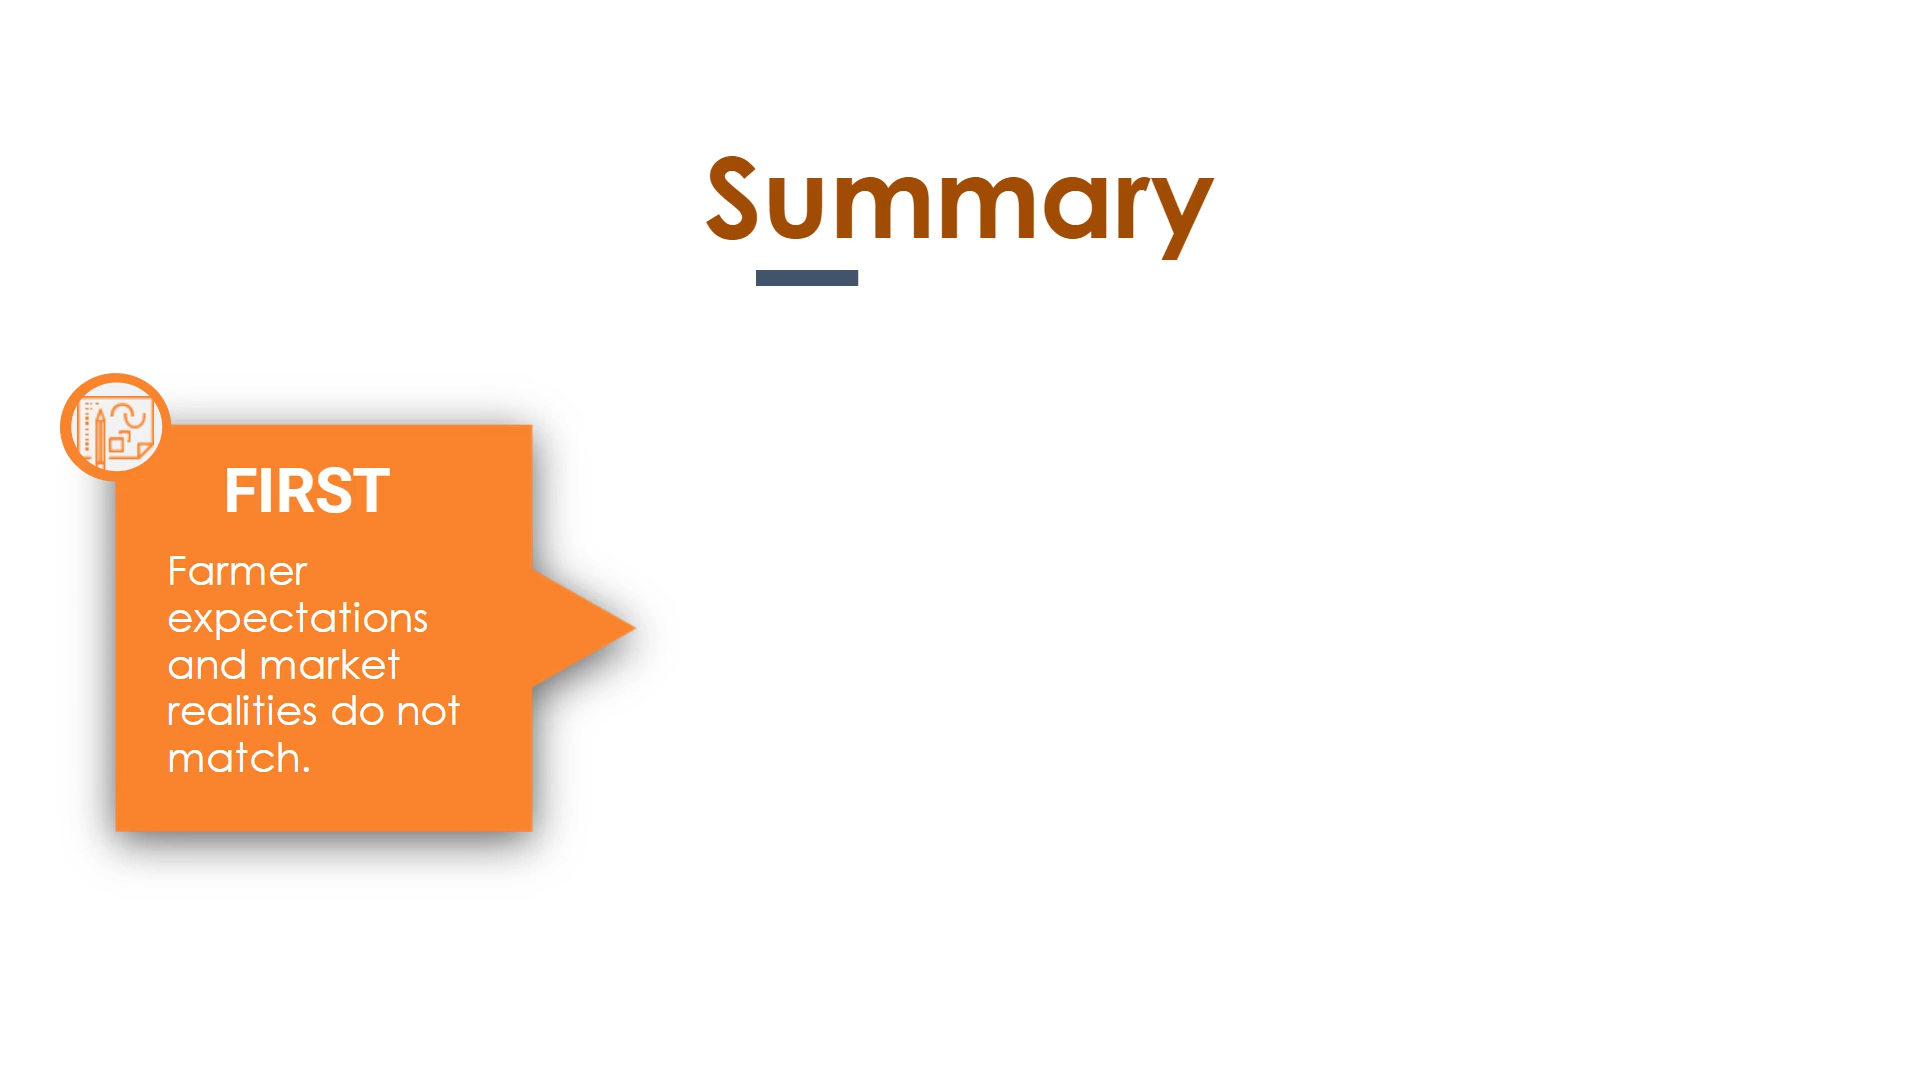 Summary
FIRST
Farmer
expectations
and market
realities do not
match.